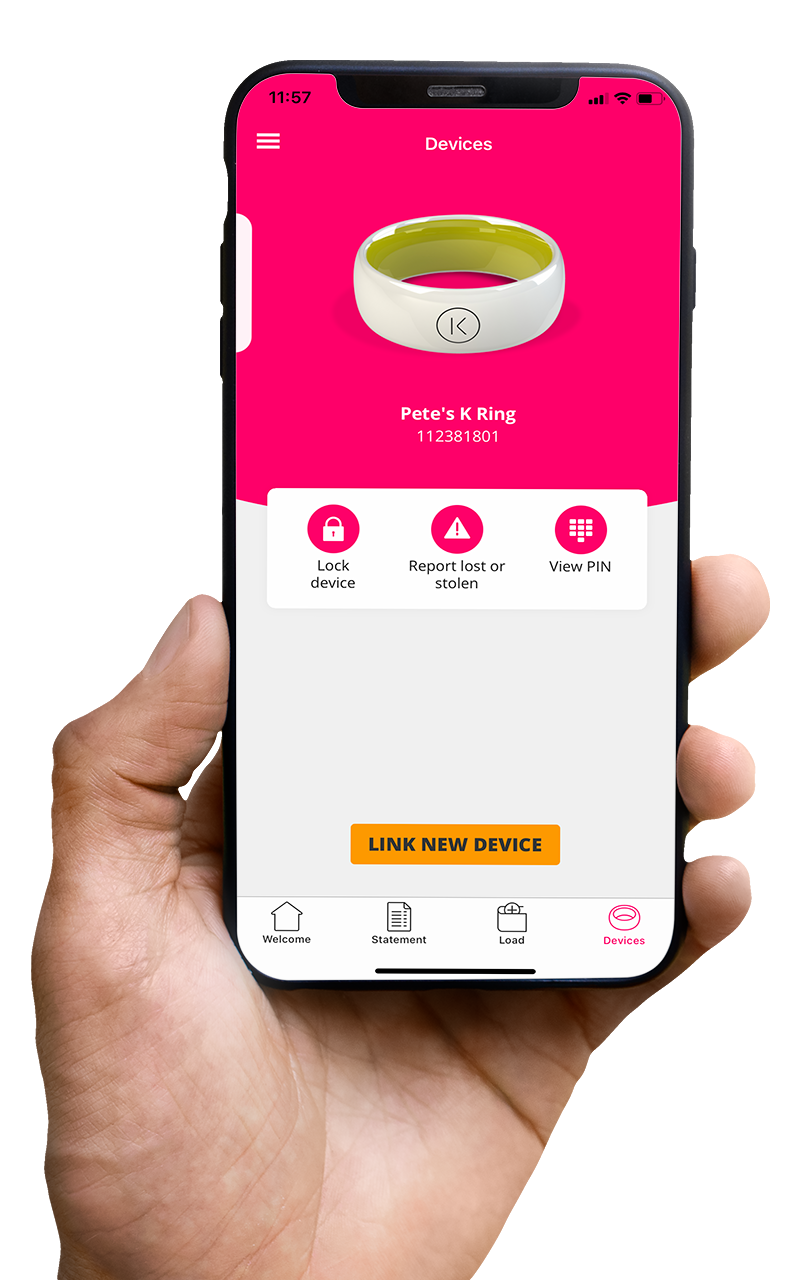 11:57
Devices
K
Pete's K Ring
112381801
Lock
device
Report lost or
stolen
View PIN
LINK NEW DEVICE
Welcome
Statement
Load
Devices